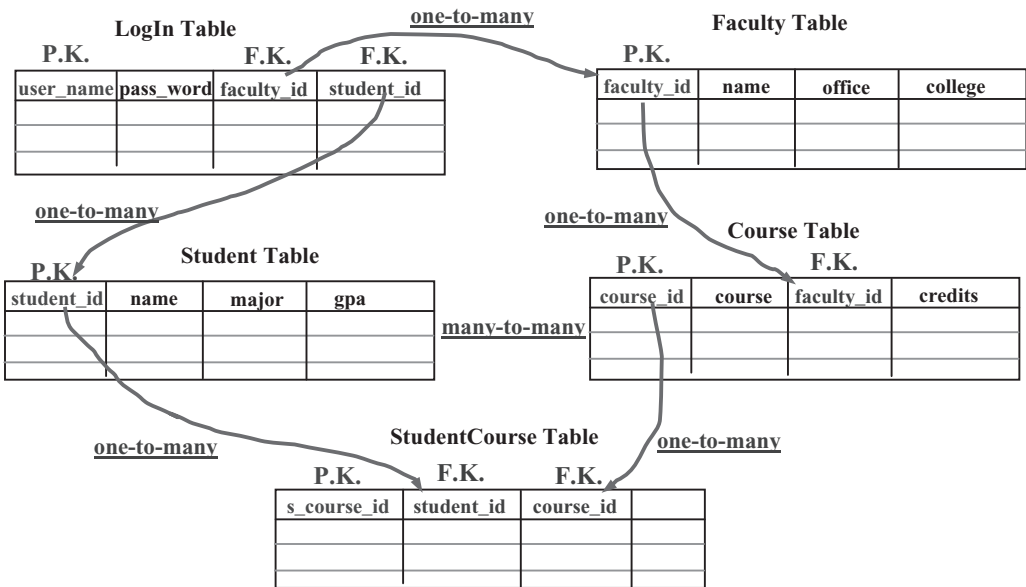 one-to-many
LogIn Table
Faculty Table
P.K. F.K. F.K.
P.K.
user_name pass_word faculty_id student_id
faculty_id name office college
one-to-many
one-to-many
Student Table
Course Table
P.K.
P.K. F.K.
student_id name major gpa
course_id course faculty_id credits
many-to-many
one-to-many
StudentCourse Table
one-to-many
P.K. F.K. F.K.
s_course_id student_id course_id